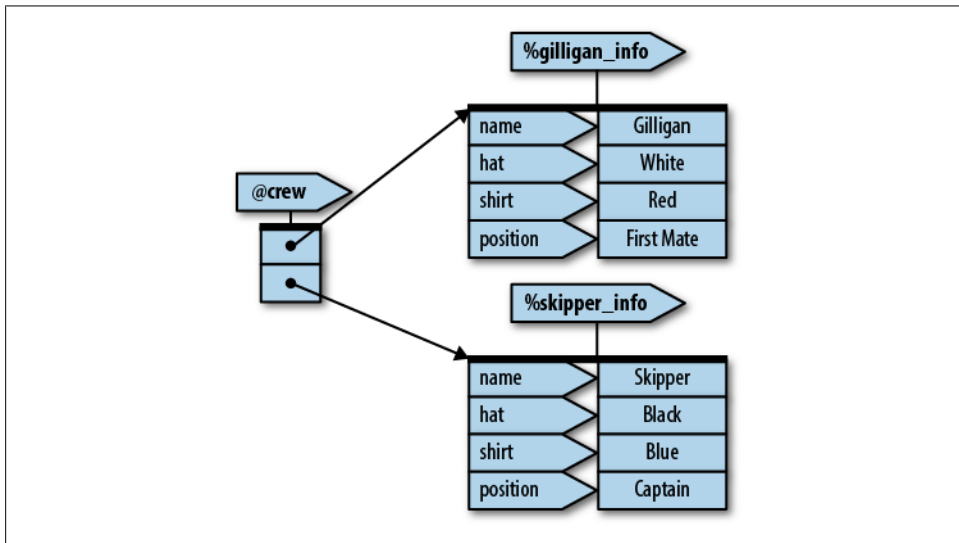 %gilligan_info
name Gilligan
hat White
shirt Red
position First Mate
@crew
%skipper_info
name Skipper
hat Black
shirt Blue
position Captain